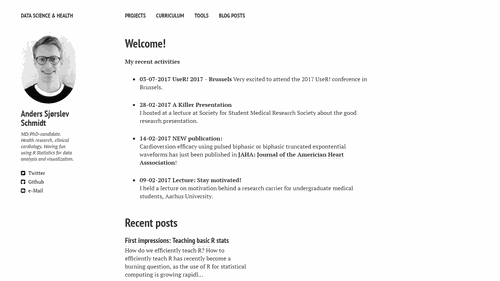 DATA SCIENCE & HEALTH
PROJECTS CURRICULUM TOOLS BLOG POSTS
Anders Sjørslev
Schmidt
MD/PhD-candidate.
Health research, clinical
cardiology. Having fun
using R Statistics for data
analysis and visualization.
Twitter
Github
e-Mail
Welcome!
My recent activities
05-07-2017 UseR! 2017 - Brussels Very excited to attend the 2017 UseR! conference in
Brussels.
28-02-2017 A Killer Presentation
I hosted at a lecture at Society for Student Medical Research Society about the good
research presentation.
14-02-2017 NEW publication:
Cardioversion efficacy using pulsed biphasic or biphasic truncated expontential
waveforms has just been published in JAHA: Journal of the American Heart
Asscociation!
09-02-2017 Lecture: Stay motivated!
I held a lecture on motivation behind a research carrier for undergraduate medical
students, Aarhus University.
Recent posts
First impressions: Teaching basic R stats
How do we efficiently teach R? How to
efficiently teach R has recently become a
burning question, as the use of R for statistical
computing is growing rapidl...